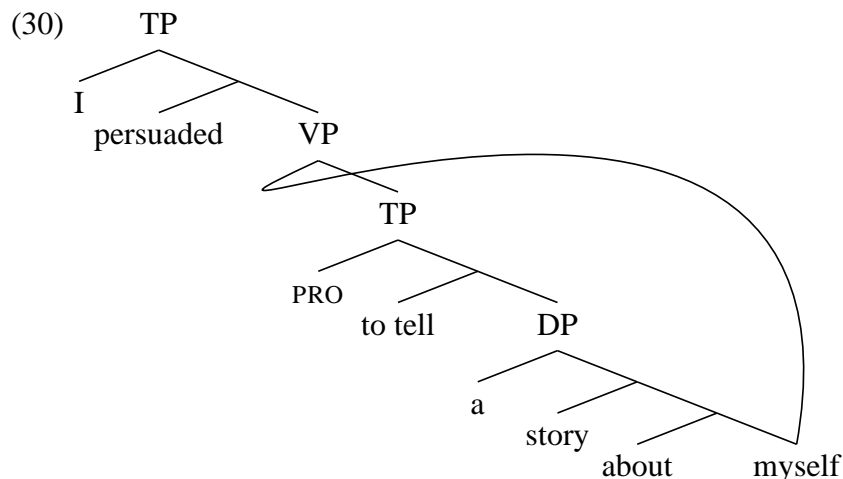 (30) TP
I
persuaded VP
TP
PRO
to tell DP
a
story
about myself